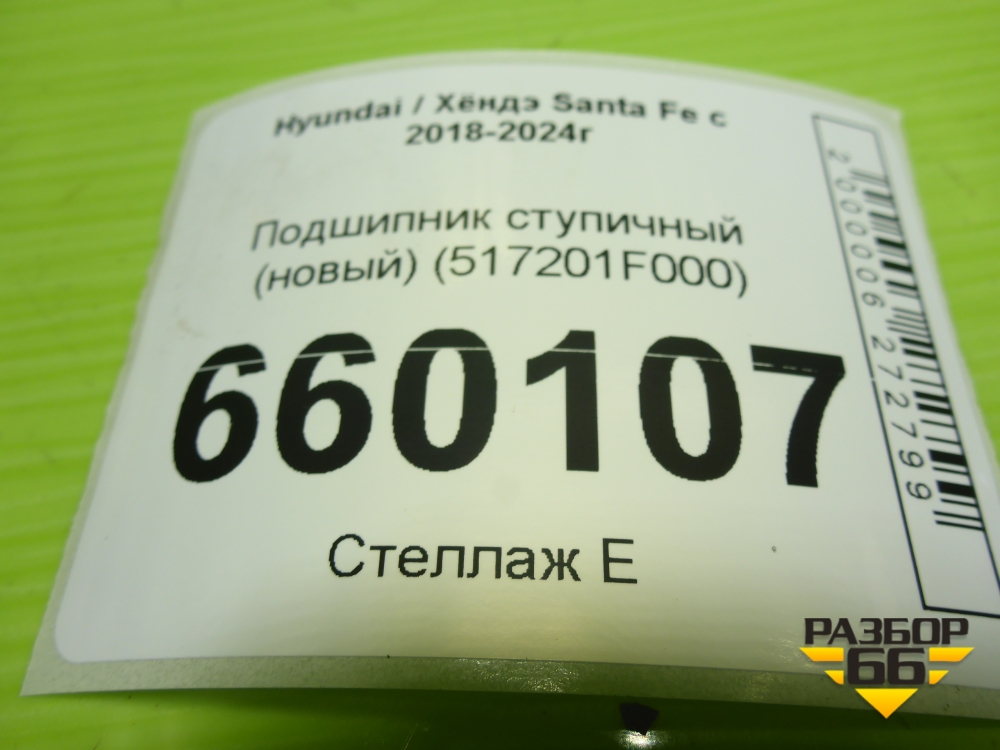 Hyundai / Хёндэ Santa Fe с
2018-2024г
Подшипник ступичный
(новый) (517201F000)
660107
Стеллаж Е
2000006272799
РАЗБОР
66